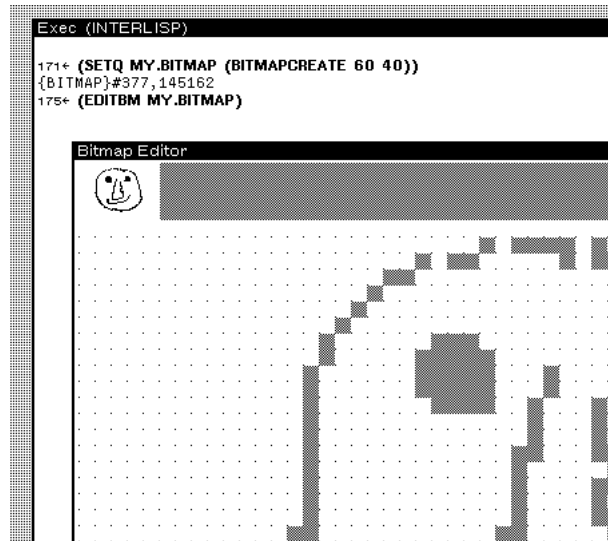 Exec (INTERLISP)
171← (SETQ MY.BITMAP (BITMAPCREATE 60 40))
{BITMAP}#377,145162
175← (EDITBM MY.BITMAP)
Bitmap Editor